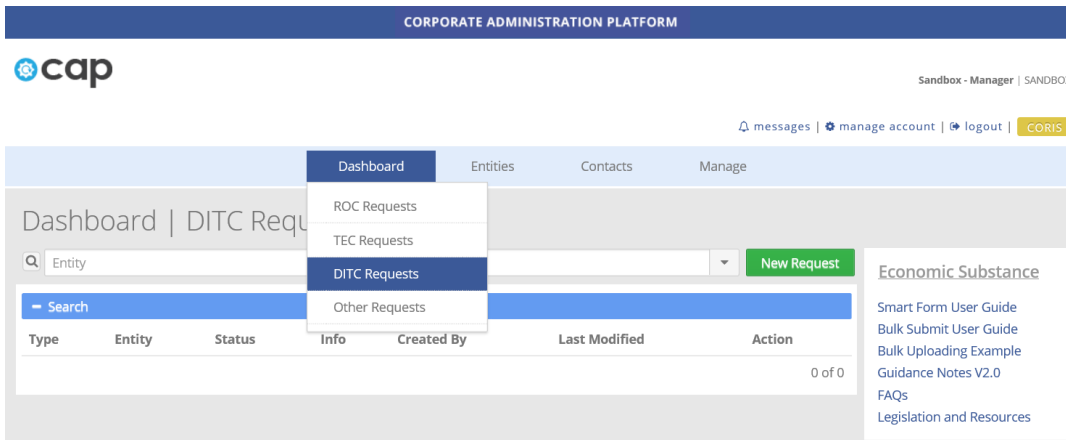 CORPORATE ADMINISTRATION PLATFORM
cap
Sandbox - Manager | SANDBO
messages | manage account | logout | CORIS
Dashboard Entities Contacts Manage
ROC Requests
TEC Requests
DITC Requests
Other Requests
Dashboard | DITC Requ
Entity
New Request
Search
Type Entity Status Info Created By Last Modified Action
0 of 0
Economic Substance
Smart Form User Guide
Bulk Submit User Guide
Bulk Uploading Example
Guidance Notes V2.0
FAQs
Legislation and Resources